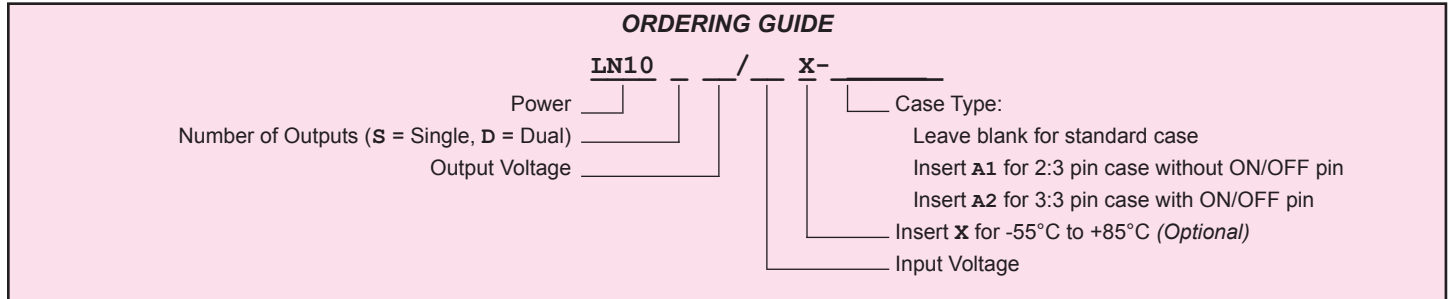 ORDERING GUIDE
LN10 _ __/__ X-______
Power
Case Type:
Number of Outputs (S = Single, D = Dual)
Leave blank for standard case
Output Voltage
Insert A1 for 2:3 pin case without ON/OFF pin
Insert A2 for 3:3 pin case with ON/OFF pin
Insert X for -55°C to +85°C (Optional)
Input Voltage